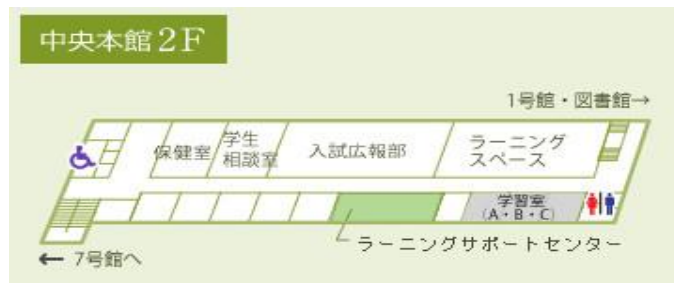 中央本館2F
1号館・図書館→
保健室
学生
相談室
入試広報部
ラーニング
スペース
学習室
(A・B・C)
ラーニングサポートセンター
← 7号館へ